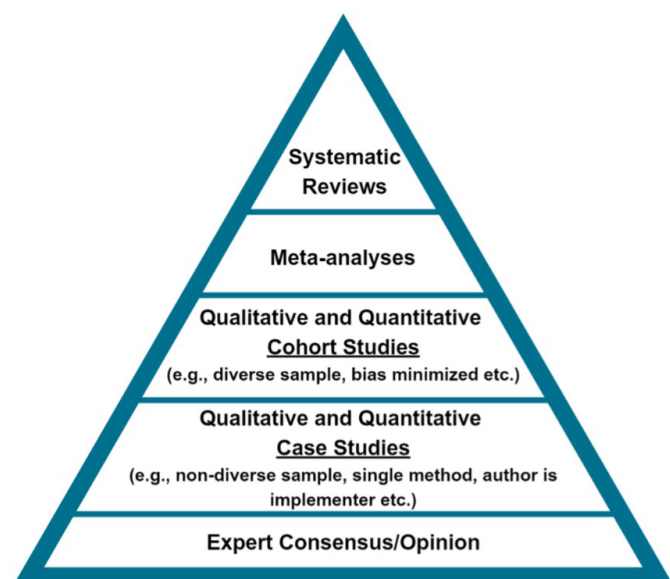 Systematic
Reviews
Meta-analyses
Qualitative and Quantitative
Cohort Studies
(e.g., diverse sample, bias minimized etc.)
Qualitative and Quantitative
Case Studies
(e.g., non-diverse sample, single method, author is
implementer etc.)
Expert Consensus/Opinion